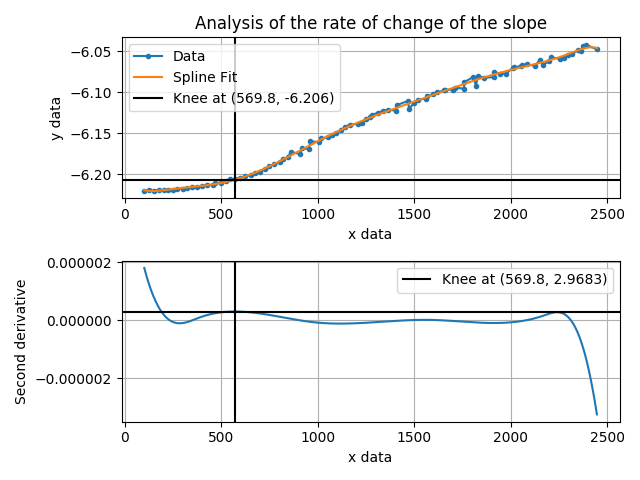 Analysis of the rate of change of the slope
−6.05
−6.10
−6.15
−6.20
y data
Data
Spline Fit
Knee at (569.8, -6.206)
0
500
1000
1500
2000
2500
x data
0.000002
0.000000
−0.000002
Second derivative
Knee at (569.8, 2.9683)
0
500
1000
1500
2000
2500
x data